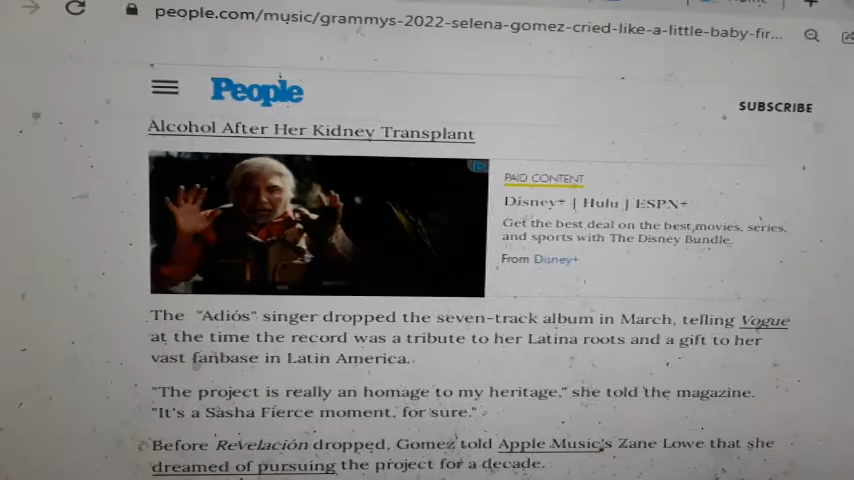 people.com/music/grammys-2022-selena-gomez-cried-like-a-little-baby-fir...
People
SUBSCRIBE
Alcohol After Her Kidney Transplant
PAID CONTENT
Disney+ | Hulu | ESPN+
Get the best deal on the best movies, series,
and sports with The Disney Bundle.
From Disney+
The "Adiós" singer dropped the seven-track album in March, telling Vogue
at the time the record was a tribute to her Latina roots and a gift to her
vast fanbase in Latin America.
"The project is really an homage to my heritage," she told the magazine.
"It's a Sasha Fierce moment, for sure."
Before Revelación dropped, Gomez told Apple Music's Zane Lowe that she
dreamed of pursuing the project for a decade.